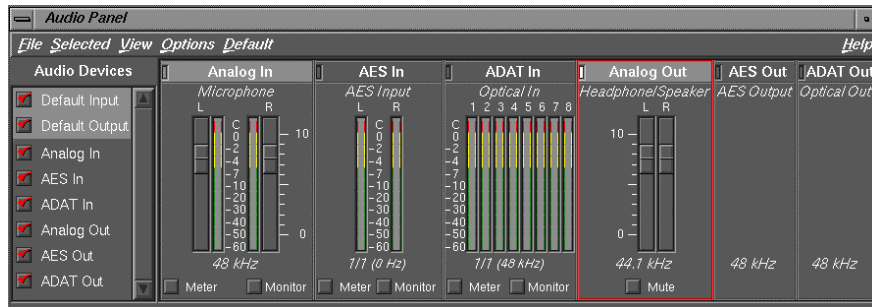 Audio Panel
File Selected View Options Default Help
Audio Devices
Default Input
Default Output
Analog In
AES In
ADAT In
Analog Out
AES Out
ADAT Out
Analog In
Microphone
L R
C
0
-2
-4
-7
-10
-20
-30
-40
-50
-60
10
0
48 kHz
Meter Monitor
AES In
AES Input
L R
C
0
-2
-4
-7
-10
-20
-30
-40
-50
-60
1/1 (0 Hz)
Meter Monitor
ADAT In
Optical In
1 2 3 4 5 6 7 8
C
0
-2
-4
-7
-10
-20
-30
-40
-50
-60
1/1 (48 kHz)
Meter Monitor
Analog Out
Headphone/Speaker
L R
10
0
44.1 kHz
Mute
AES Out
AES Output
48 kHz
ADAT Out
Optical Out
48 kHz